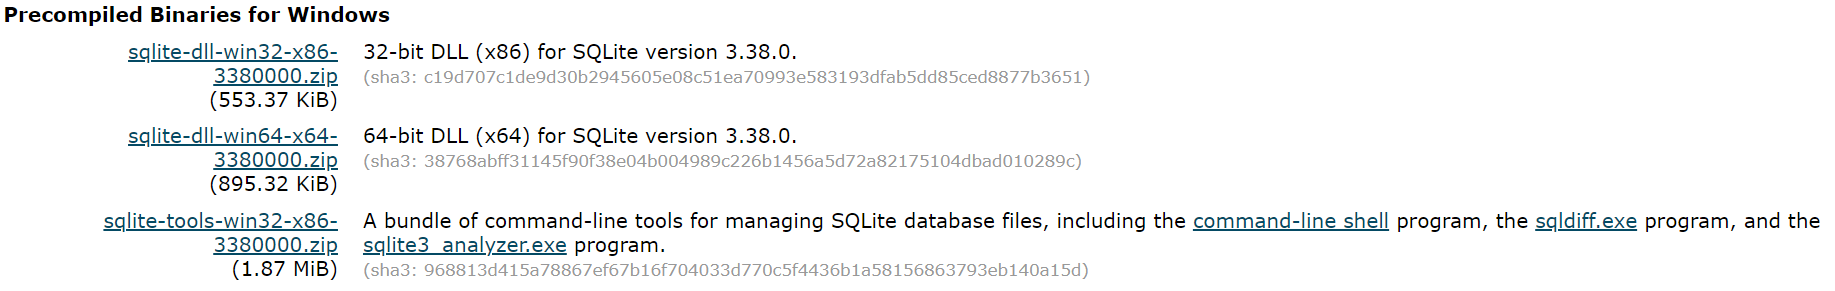 Precompiled Binaries for Windows
sqlite-dll-win32-x86- 32-bit DLL (x86) for SQLite version 3.38.0.
3380000.zip (sha3: c19d707c1de9d30b2945605e08c51ea70993e583193dfab5dd85ced8877b3651)
(553.37 KiB)
sqlite-dll-win64-x64- 64-bit DLL (x64) for SQLite version 3.38.0.
3380000.zip (sha3: 38768abff31145f90f38e04b004989c226b1456a5d72a82175104dbad010289c)
(895.32 KiB)
sqlite-tools-win32-x86- A bundle of command-line tools for managing SQLite database files, including the command-line shell program, the sqldiff.exe program, and the
3380000.zip sqlite3_analyzer.exe program.
(1.87 MiB) (sha3: 968813d415a78867ef67b16f704033d770c5f4436b1a58156863793eb140a15d)